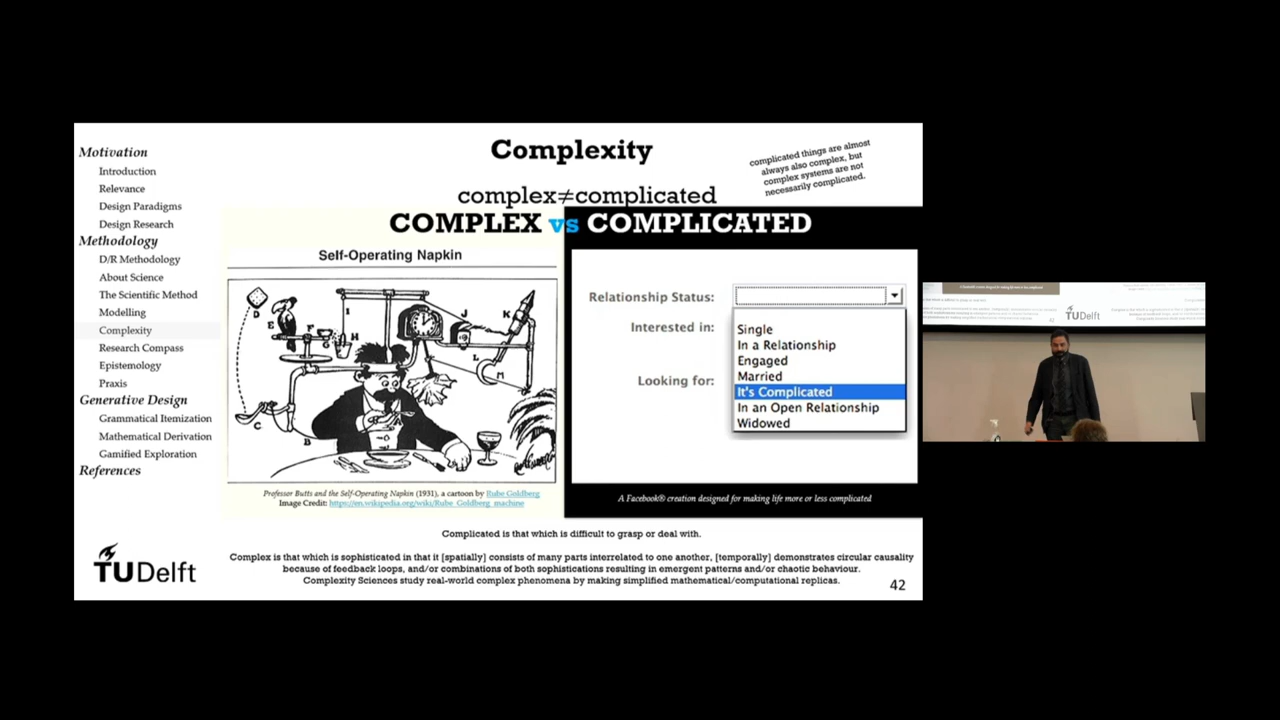 Motivation
Introduction
Relevance
Design Paradigms
Design Research
Methodology
D/R Methodology
About Science
The Scientific Method
Modelling
Complexity
Research Compass
Epistemology
Praxis
Generative Design
Grammatical Itemization
Mathematical Derivation
Gamified Exploration
References
TUDelft
Complexity
complex≠complicated
complicated things are almost
always also complex, but
complex systems are not
necessarily complicated.
COMPLEX vs COMPLICATED
Self-Operating Napkin
D
E
F
H
I
K
L
M
C
B
Professor Butts and the Self-Operating Napkin (1931), a cartoon by Rube Goldberg
Image Credit: https://en.wikipedia.org/wiki/Rube_Goldberg_machine
Relationship Status:
Interested in:
Looking for:
Single
In a Relationship
Engaged
Married
It's Complicated
In an Open Relationship
Widowed
A Facebook® creation designed for making life more or less complicated
Complicated is that which is difficult to grasp or deal with.
Complex is that which is sophisticated in that it [spatially] consists of many parts interrelated to one another, [temporally] demonstrates circular causality
because of feedback loops, and/or combinations of both sophistications resulting in emergent patterns and/or chaotic behaviour.
Complexity Sciences study real-world complex phenomena by making simplified mathematical/computational replicas.
42
TUDelft